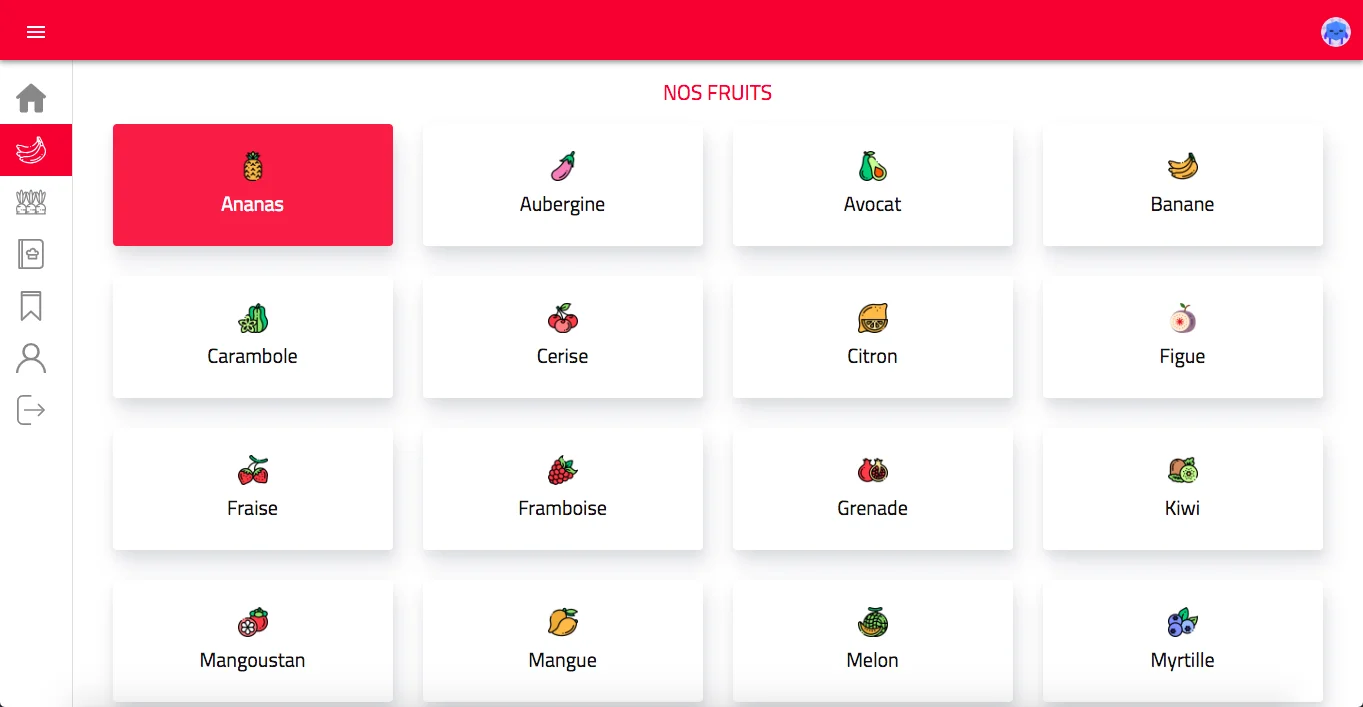 NOS FRUITS
Ananas
Aubergine
Avocat
Banane
Carambole
Cerise
Citron
Figue
Fraise
Framboise
Grenade
Kiwi
Mangoustan
Mangue
Melon
Myrtille